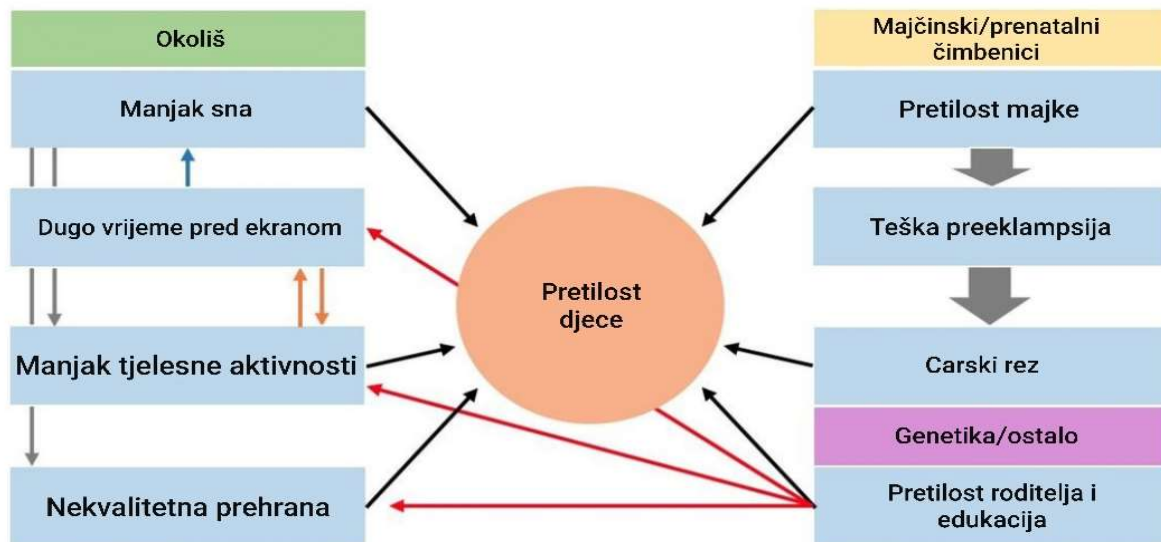 Okoliš
Manjak sna
Dugo vrijeme pred ekranom
Manjak tjelesne aktivnosti
Nekvalitetna prehrana
Pretilost
djece
Majčinski/prenatalni
čimbenici
Pretilost majke
Teška preeklampsija
Carski rez
Genetika/ostalo
Pretilost roditelja i
edukacija